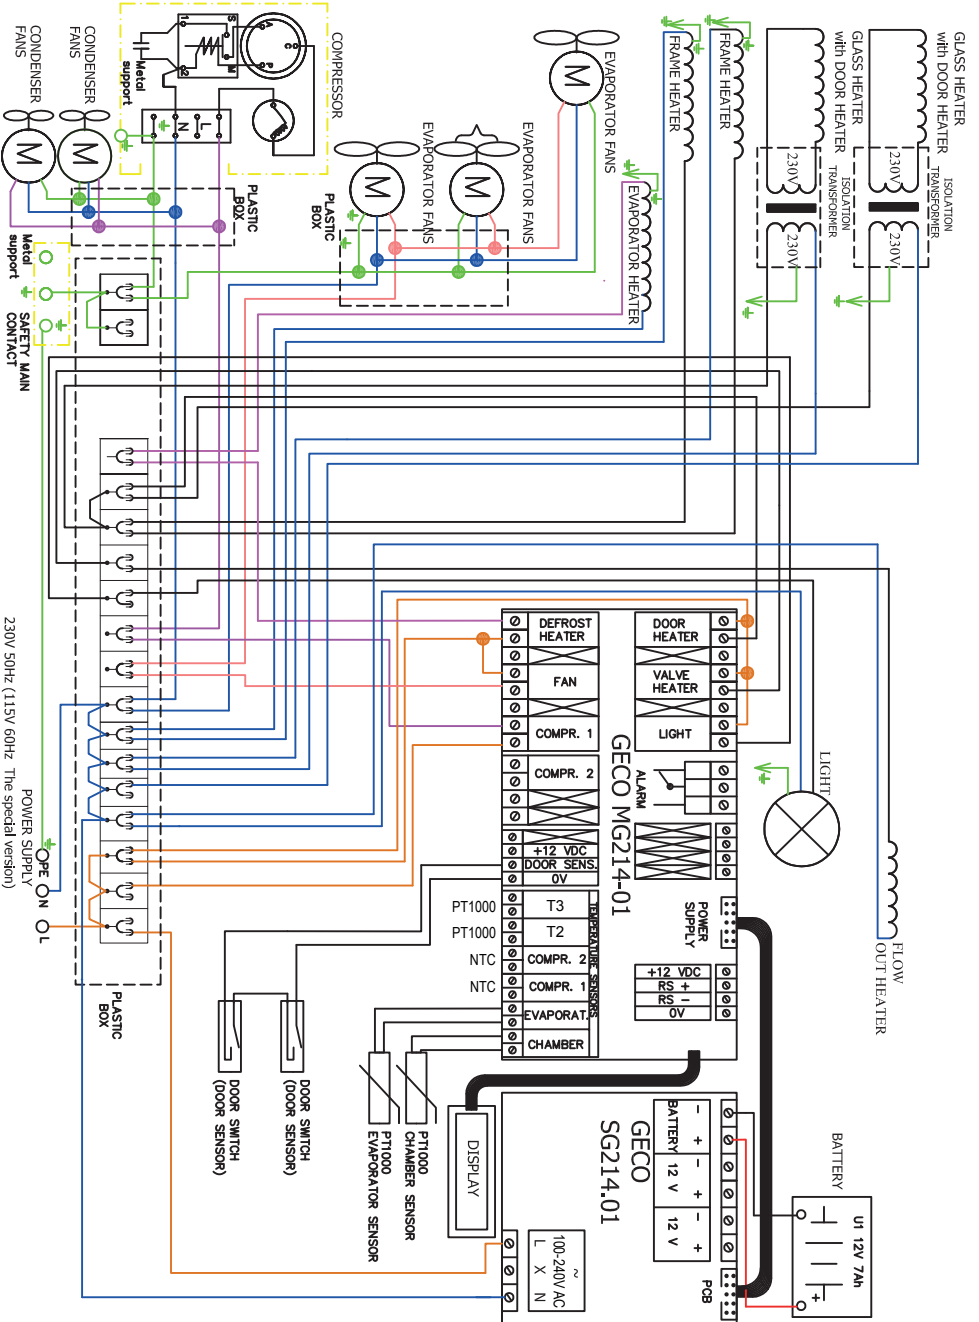 GLASS HEATER
with DOOR HEATER
GLASS HEATER
with DOOR HEATER
FRAME HEATER
FRAME HEATER
ISOLATION
TRANSFORMER
230V
230V
ISOLATION
TRANSFORMER
230V
230V
EVAPORATOR HEATER
EVAPORATOR FANS
M
EVAPORATOR FANS
M
EVAPORATOR FANS
M
PLASTIC
BOX
COMPRESSOR
A
C
P
S
M
1
2
Metal
support
N
L
CONDENSER
FANS
M
CONDENSER
FANS
M
PLASTIC
BOX
Metal
support
SAFETY MAIN
CONTACT
230V 50Hz (115V 60Hz The special version)
POWER SUPPLY
PE
N
L
PLASTIC
BOX
DEFROST
HEATER
FAN
COMPR. 1
COMPR. 2
+12 VDC
DOOR SENS.
0V
T3
T2
COMPR. 2
COMPR. 1
EVAPORAT.
CHAMBER
TEMPERATURE SENSORS
PT1000
PT1000
NTC
NTC
GECO MG214-01
DOOR
HEATER
VALVE
HEATER
LIGHT
ALARM
POWER
SUPPLY
+12 VDC
RS +
RS -
0V
LIGHT
FLOW
OUT HEATER
DOOR SWITCH
(DOOR SENSOR)
DOOR SWITCH
(DOOR SENSOR)
PT1000
CHAMBER SENSOR
PT1000
EVAPORATOR SENSOR
DISPLAY
GECO
SG214.01
BATTERY
- +
12 V
- +
12 V
- +
PCB
~
100-240V AC
L X N
BATTERY
U1 12V 7Ah
+